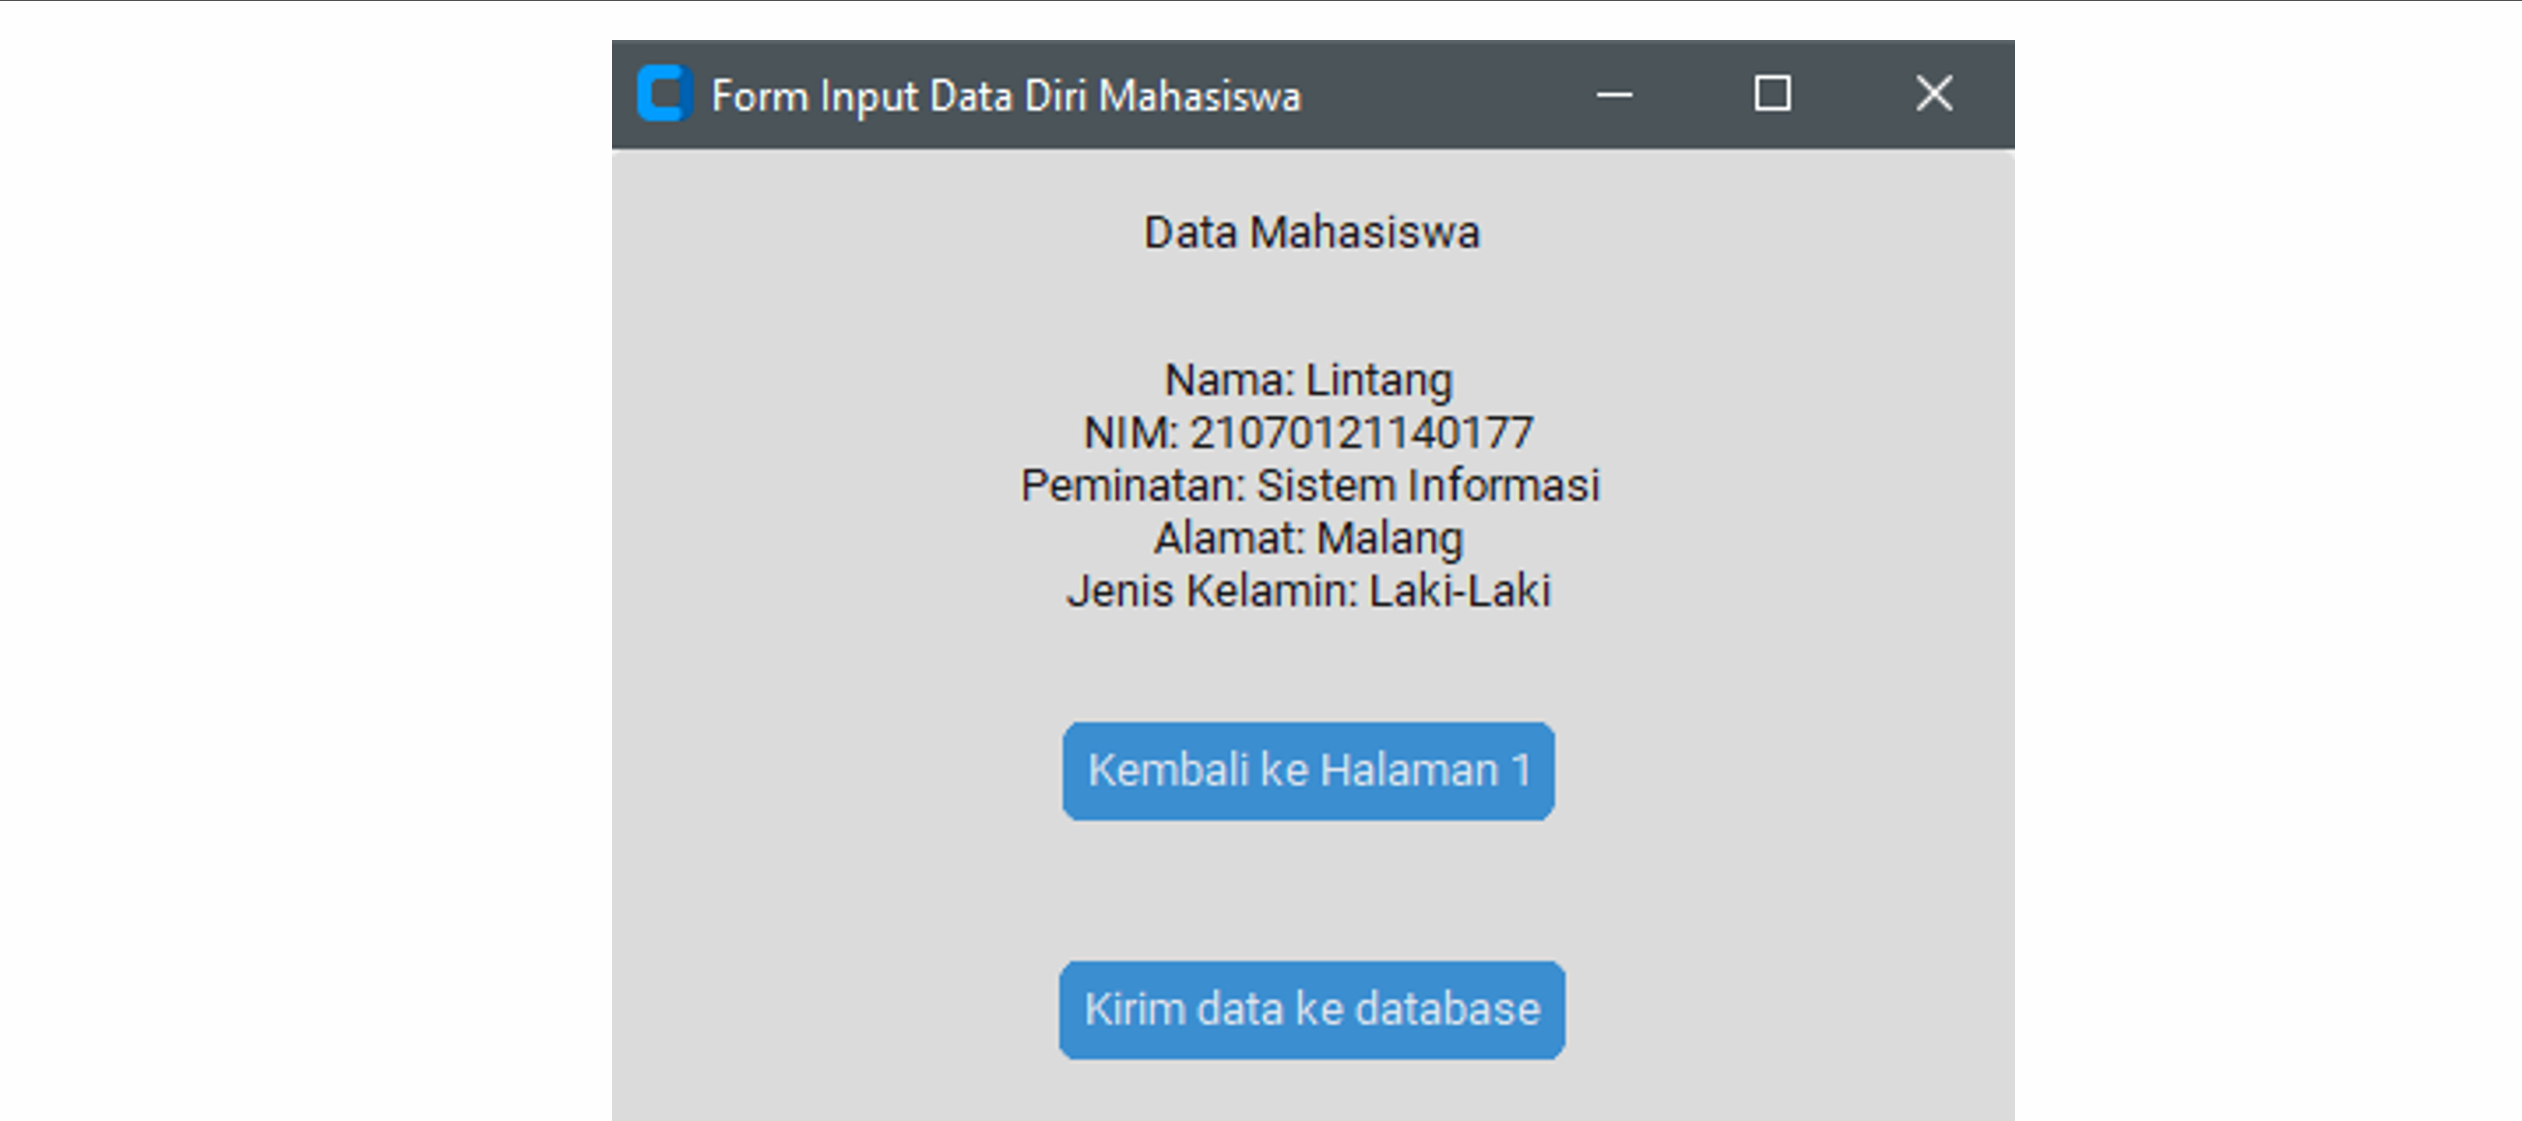 Form Input Data Diri Mahasiswa
Data Mahasiswa
Nama: Lintang
NIM: 21070121140177
Peminatan: Sistem Informasi
Alamat: Malang
Jenis Kelamin: Laki-Laki
Kembali ke Halaman 1
Kirim data ke database